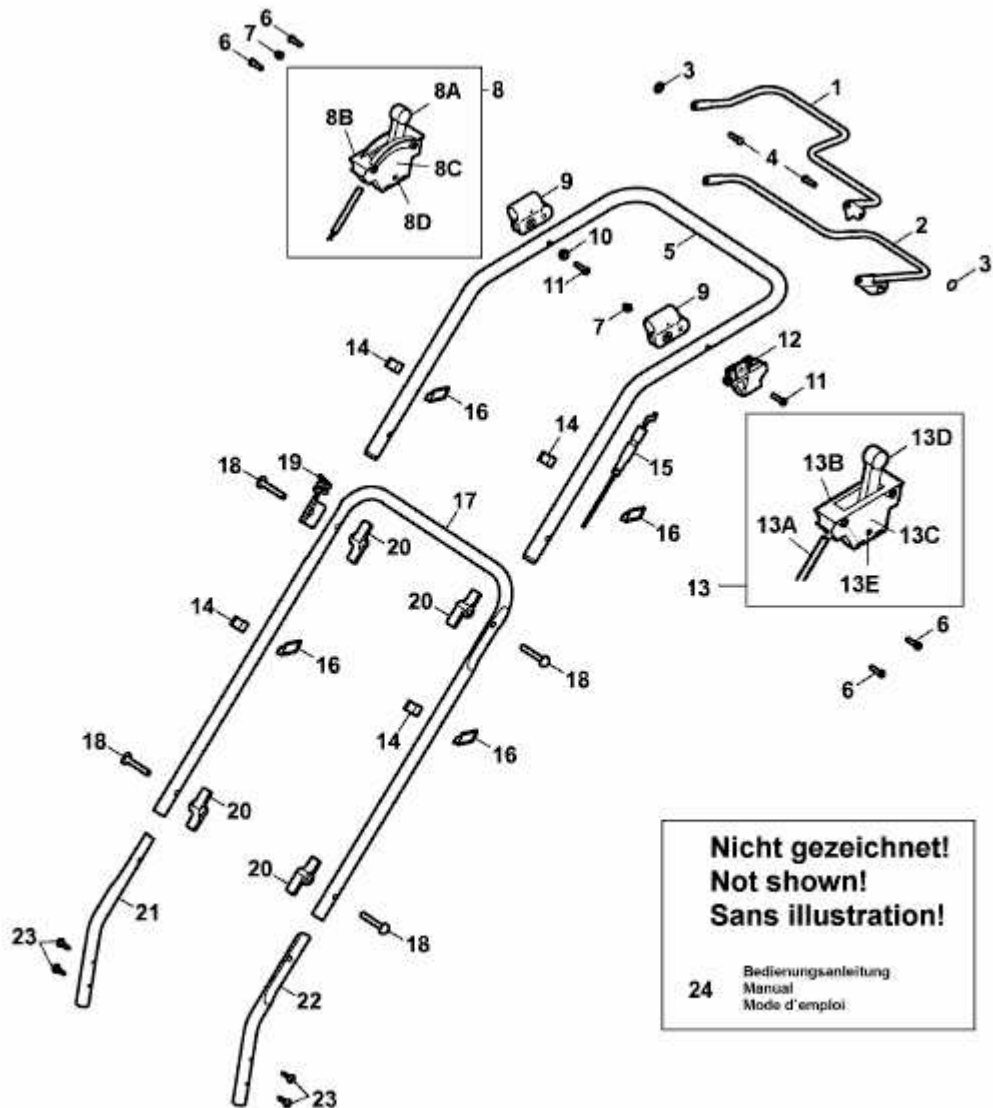 6
7
6
8
8A
8B
8C
8D
3
1
4
2
3
9
5
10
11
9
7
12
11
14
16
14
15
16
13D
13B
13A
13C
13E
13
6
6
18
19
17
20
20
14
16
18
14
16
18
20
20
18
21
23
22
23
Nicht gezeichnet!
Not shown!
Sans illustration!
24
Bedienungsanleitung
Manual
Mode d'emploi